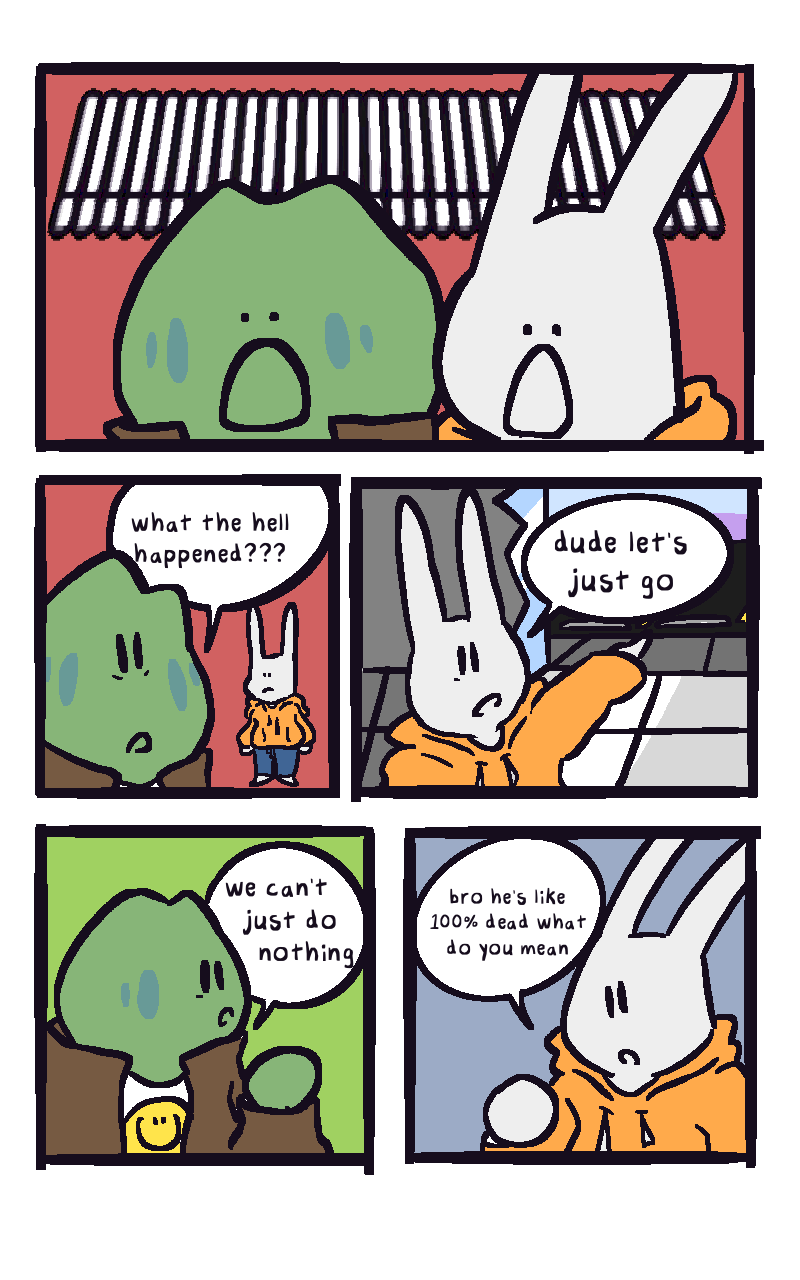 what the hell
happened???
dude let's
just go
we can't
just do
nothing
bro he's like
100% dead what
do you mean